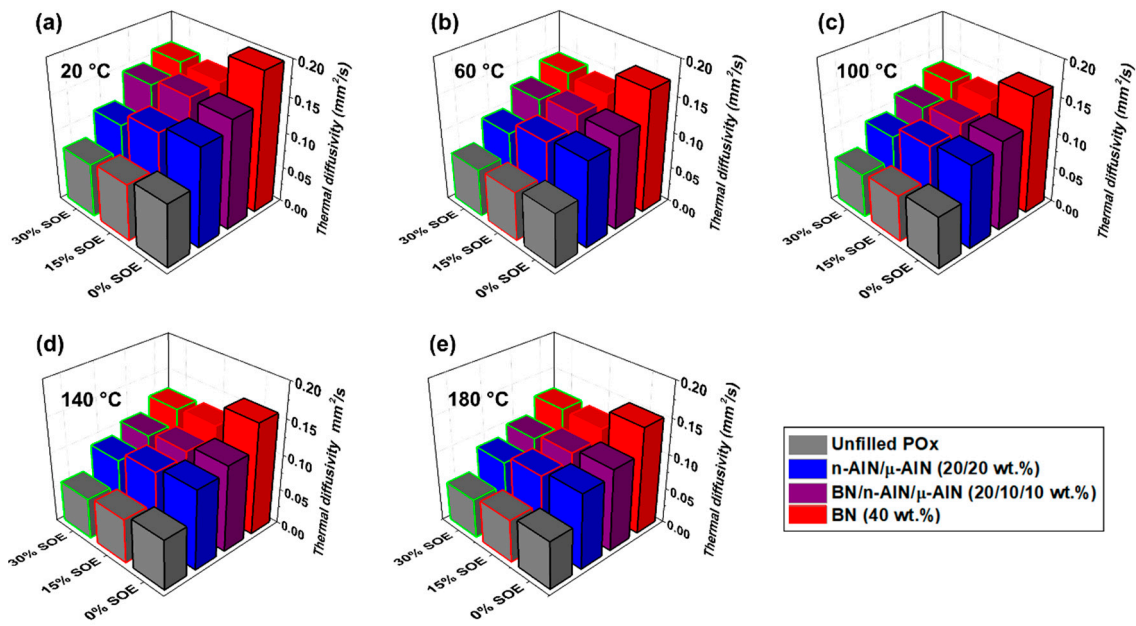 (a)
20 °C
0.20
0.15
0.10
0.05
0.00
Thermal diffusivity (mm²/s)
30% SOE
15% SOE
0% SOE
(b)
60 °C
0.20
0.15
0.10
0.05
0.00
Thermal diffusivity (mm²/s)
30% SOE
15% SOE
0% SOE
(c)
100 °C
0.20
0.15
0.10
0.05
0.00
Thermal diffusivity (mm²/s)
30% SOE
15% SOE
0% SOE
(d)
140 °C
0.20
0.15
0.10
0.05
0.00
Thermal diffusivity mm²/s
30% SOE
15% SOE
0% SOE
(e)
180 °C
0.20
0.15
0.10
0.05
0.00
Thermal diffusivity (mm²/s)
30% SOE
15% SOE
0% SOE
Unfilled POx
n-AlN/μ-AlN (20/20 wt.%)
BN/n-AlN/μ-AlN (20/10/10 wt.%)
BN (40 wt.%)